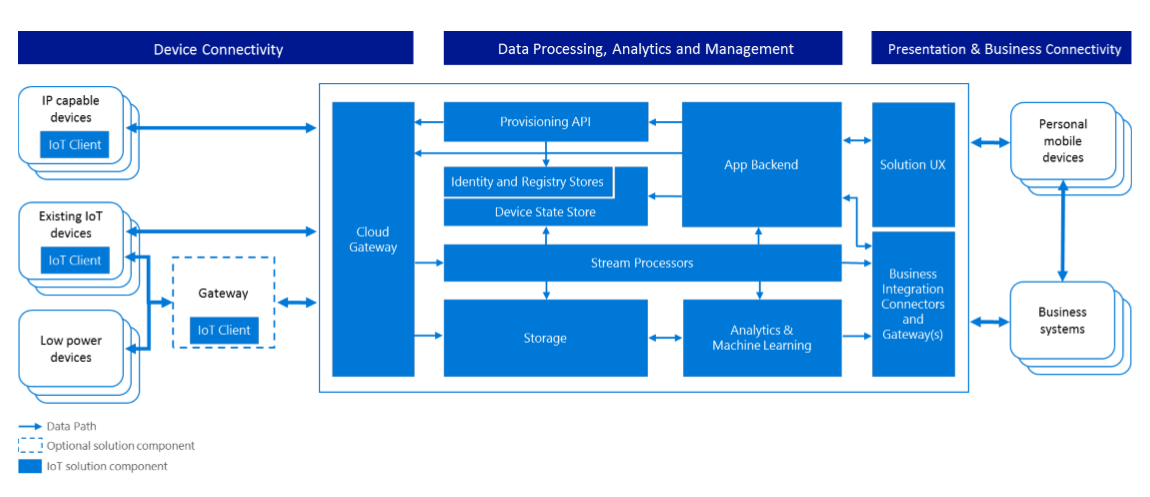 Device Connectivity
Data Processing, Analytics and Management
Presentation & Business Connectivity
IP capable
devices
IoT Client
Existing IoT
devices
IoT Client
Low power
devices
Gateway
IoT Client
Cloud
Gateway
Provisioning API
Identity and Registry Stores
Device State Store
Stream Processors
Storage
App Backend
Analytics &
Machine Learning
Solution UX
Business
Integration
Connectors
and
Gateway(s)
Personal
mobile
devices
Business
systems
Data Path
Optional solution component
IoT solution component